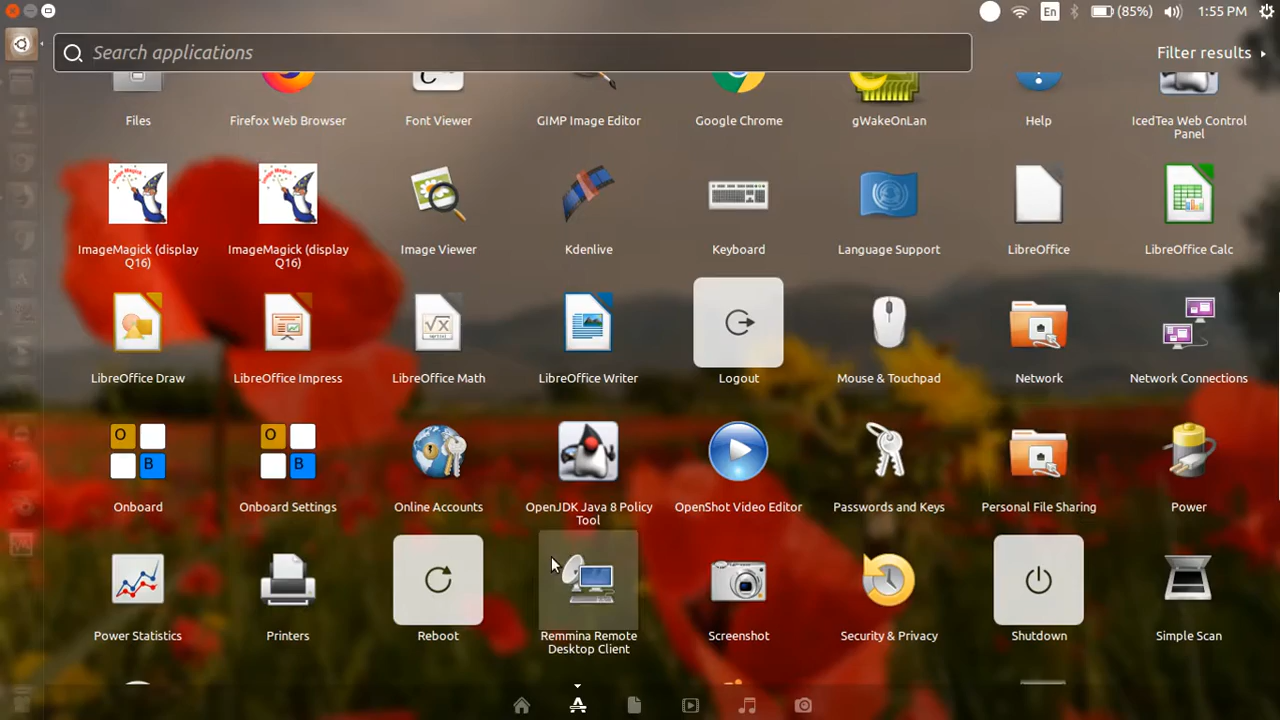 En
(85%)
1:55 PM
Search applications
Filter results
C
Files
Firefox Web Browser
Font Viewer
GIMP Image Editor
Google Chrome
gWakeOnLan
Help
IcedTea Web Control
Panel
Image Magick
Image Magick
ImageMagick (display
Q16)
ImageMagick (display
Q16)
Image Viewer
Kdenlive
Keyboard
Language Support
LibreOffice
LibreOffice Calc
√x
LibreOffice Draw
LibreOffice Impress
LibreOffice Math
LibreOffice Writer
Logout
Mouse & Touchpad
Network
Network Connections
O
B
O
B
Onboard
Onboard Settings
Online Accounts
OpenJDK Java 8 Policy
Tool
OpenShot Video Editor
Passwords and Keys
Personal File Sharing
Power
Power Statistics
Printers
Reboot
Remmina Remote
Desktop Client
Screenshot
Security & Privacy
Shutdown
Simple Scan